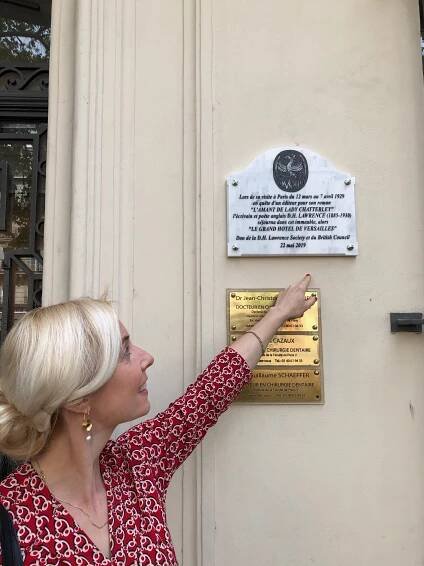 Lors de sa visite à Paris du 12 mars au 7 avril 1929
en quête d'un éditeur pour son roman
"L'AMANT DE LADY CHATTERLEY"
l'écrivain et poète anglais D.H. LAWRENCE (1885-1930)
séjourna dans cet immeuble, alors
"LE GRAND HOTEL DE VERSAILLES"
Don de la D.H. Lawrence Society et du British Council
22 mai 2019
Dr Jean-Christo
DOCTEUR EN
CAZAUX
CHIRURGIE DENTAIRE
Guillaume SCHAEFFER
EN CHIRURGIE DENTAIRE